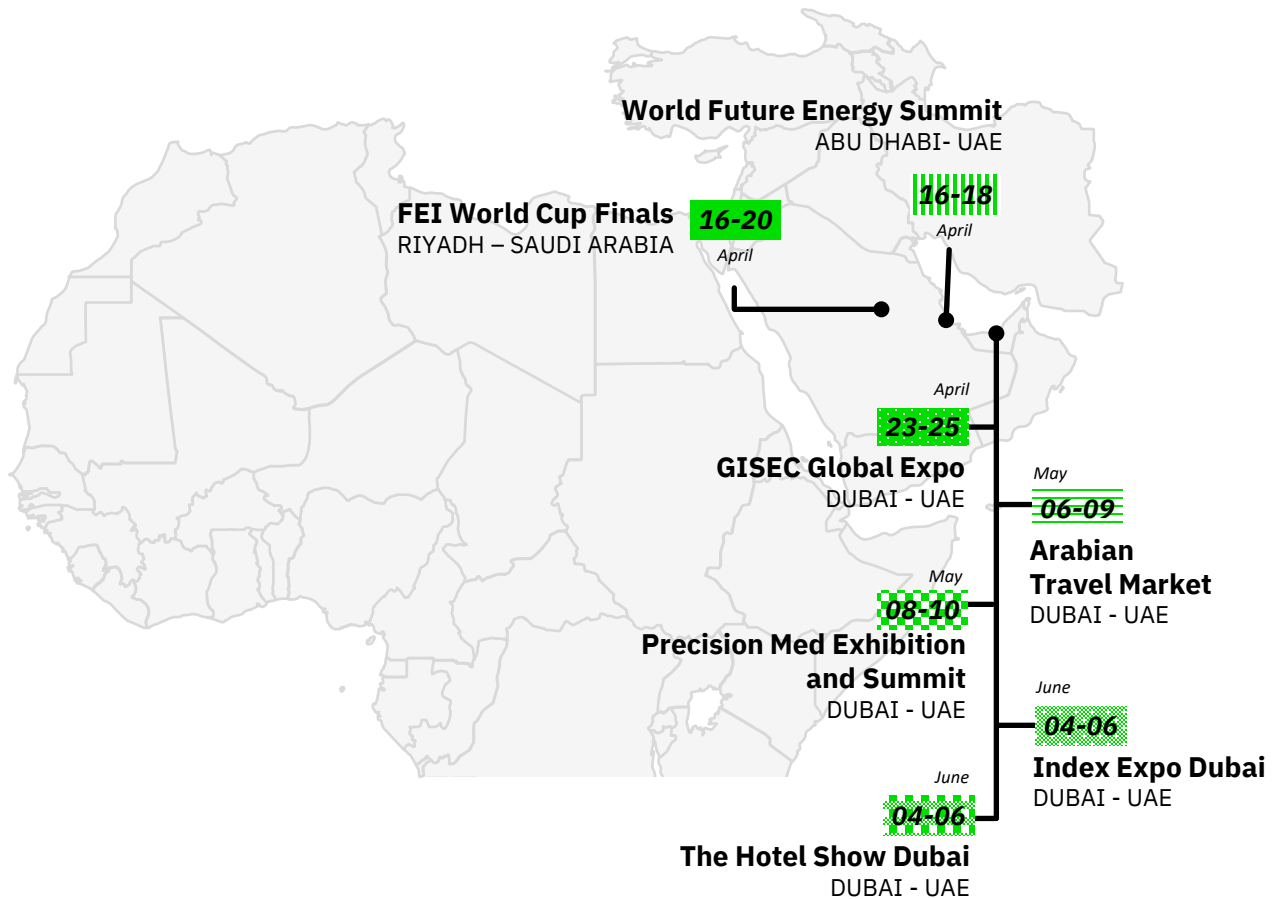 World Future Energy Summit
ABU DHABI- UAE
16-18
April
FEI World Cup Finals
RIYADH – SAUDI ARABIA
16-20
April
April
23-25
GISEC Global Expo
DUBAI - UAE
May
06-09
Arabian
Travel Market
DUBAI - UAE
May
08-10
Precision Med Exhibition
and Summit
DUBAI - UAE
June
04-06
Index Expo Dubai
DUBAI - UAE
June
04-06
The Hotel Show Dubai
DUBAI - UAE